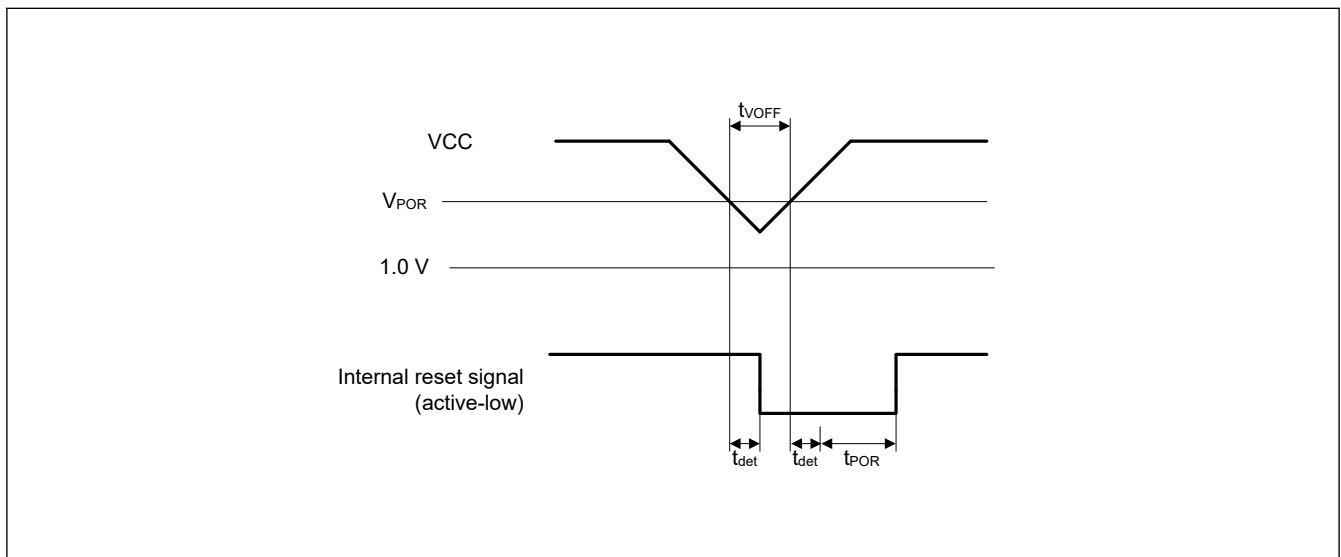 tVOFF
VCC
VPOR
1.0 V
Internal reset signal
(active-low)
tdet
tdet
tPOR